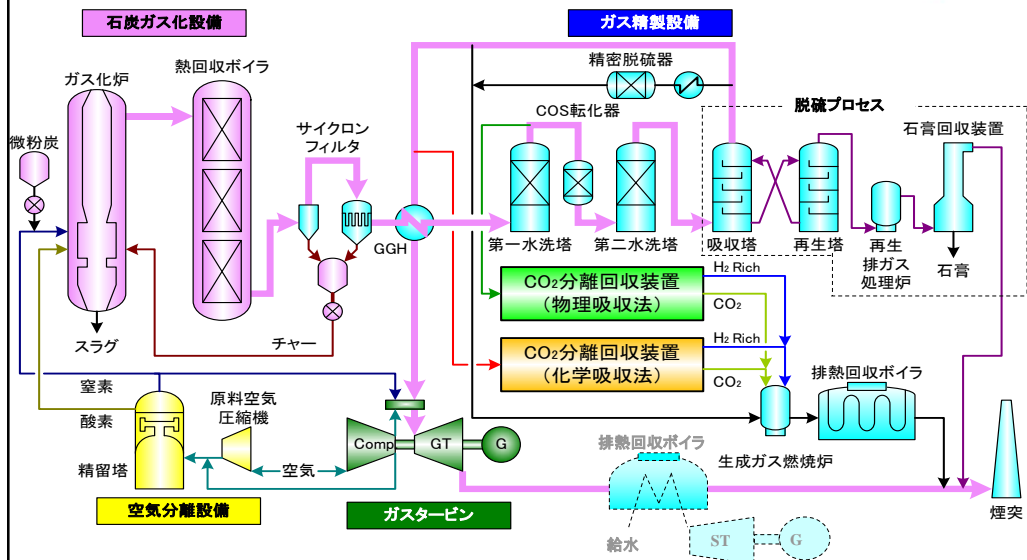 石炭ガス化設備
ガス精製設備
ガス化炉
熱回収ボイラ
微粉炭
サイクロン
フィルタ
精密脱硫器
COS転化器
脱硫プロセス
石膏回収装置
GGH
第一水洗塔
第二水洗塔
吸収塔
再生塔
再生
排ガス
処理炉
石膏
スラグ
チャー
CO2分離回収装置
(物理吸収法)
H2 Rich
CO2
CO2分離回収装置
(化学吸収法)
H2 Rich
CO2
窒素
酸素
原料空気
圧縮機
精留塔
空気
空気分離設備
Comp
GT
G
ガスタービン
排熱回収ボイラ
生成ガス燃焼炉
排熱回収ボイラ
給水
ST
G
煙突